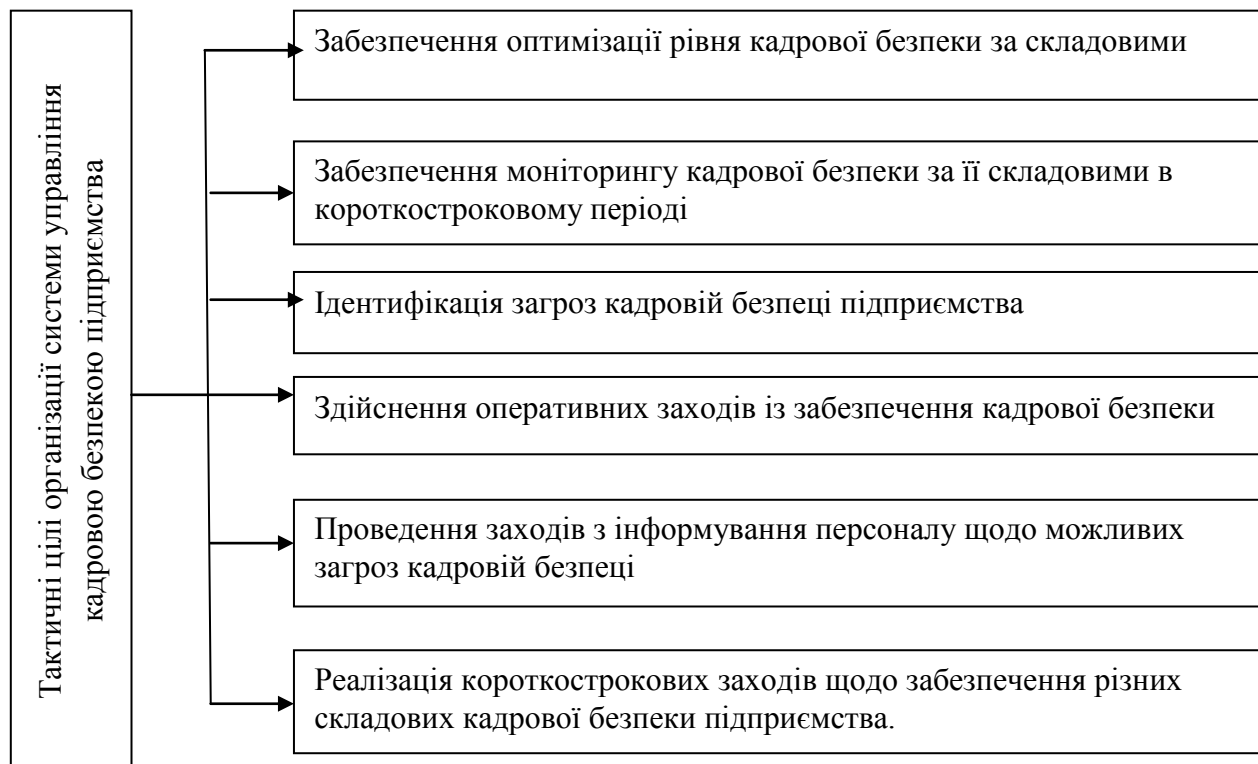 Тактичні цілі організації системи управління
кадровою безпекою підприємства
Забезпечення оптимізації рівня кадрової безпеки за складовими
Забезпечення моніторингу кадрової безпеки за її складовими в
короткостроковому періоді
Ідентифікація загроз кадровій безпеці підприємства
Здійснення оперативних заходів із забезпечення кадрової безпеки
Проведення заходів з інформування персоналу щодо можливих
загроз кадровій безпеці
Реалізація короткострокових заходів щодо забезпечення різних
складових кадрової безпеки підприємства.